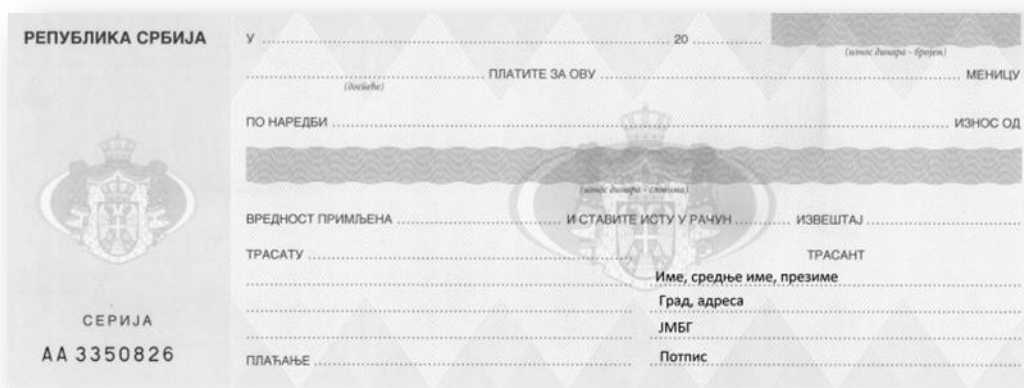 РЕПУБЛИКА СРБИЈА
У 20
(износ динара - бројем)
(доспеће) ПЛАТИТЕ ЗА ОВУ МЕНИЦУ
ПО НАРЕДБИ ИЗНОС ОД
(износ динара - словима)
ВРЕДНОСТ ПРИМЉЕНА И СТАВИТЕ ИСТУ У РАЧУН ИЗВЕШТАЈ
ТРАСАТУ ТРАСАНТ
Име, средње име, презиме
Град, адреса
ЈМБГ
ПЛАЋАЊЕ Потпис
СЕРИЈА
АА 3350826